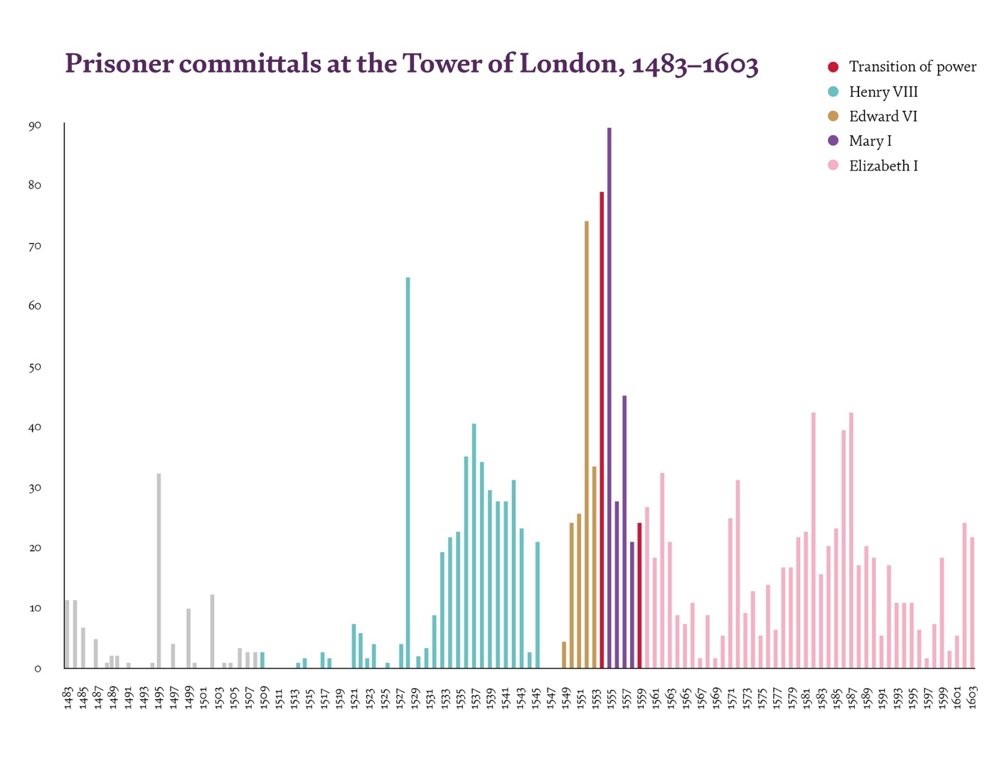 Prisoner committals at the Tower of London, 1483–1603
Transition of power
Henry VIII
Edward VI
Mary I
Elizabeth I
90
80
70
60
50
40
30
20
10
0
1483 1485 1487 1489 1491 1493 1495 1497 1499 1501 1503 1505 1507 1509 1511 1513 1515 1517 1519 1521 1523 1525 1527 1529 1531 1533 1535 1537 1539 1541 1543 1545 1547 1549 1551 1553 1555 1557 1559 1561 1563 1565 1567 1569 1571 1573 1575 1577 1579 1581 1583 1585 1587 1589 1591 1593 1595 1597 1599 1601 1603